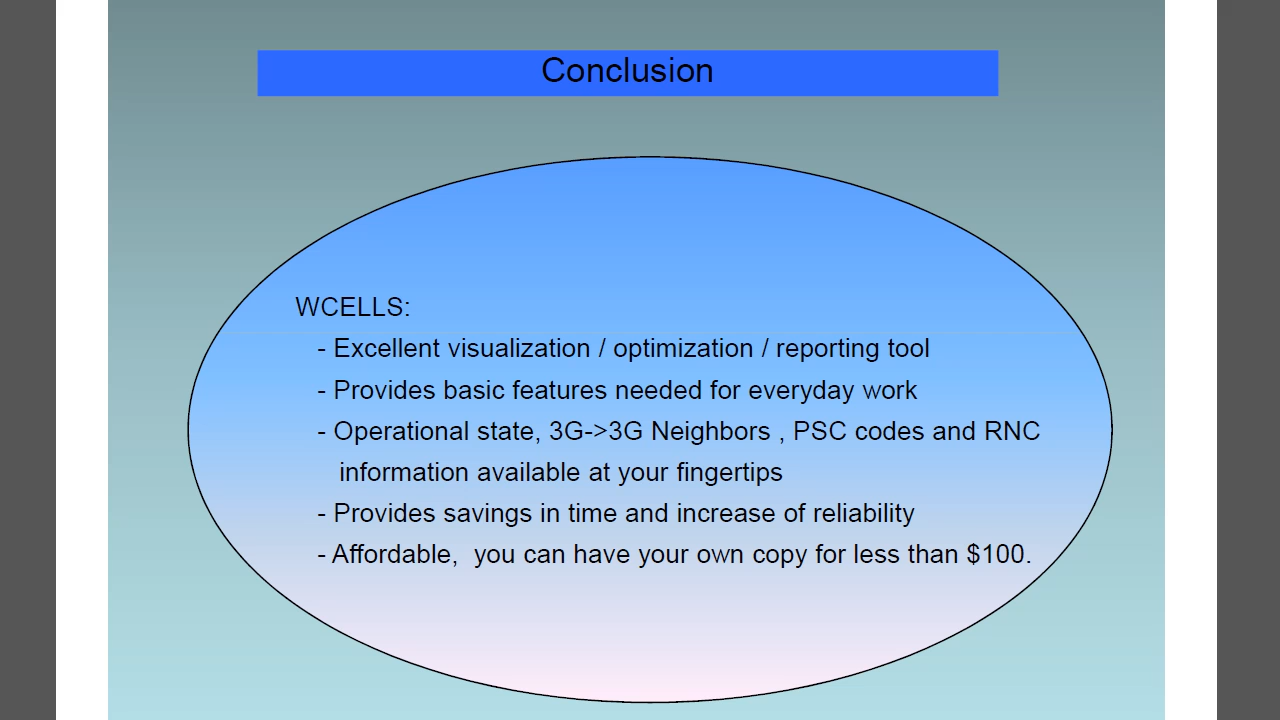 Conclusion
WCELLS:
- Excellent visualization / optimization / reporting tool
- Provides basic features needed for everyday work
- Operational state, 3G->3G Neighbors , PSC codes and RNC
information available at your fingertips
- Provides savings in time and increase of reliability
- Affordable,  you can have your own copy for less than $100.